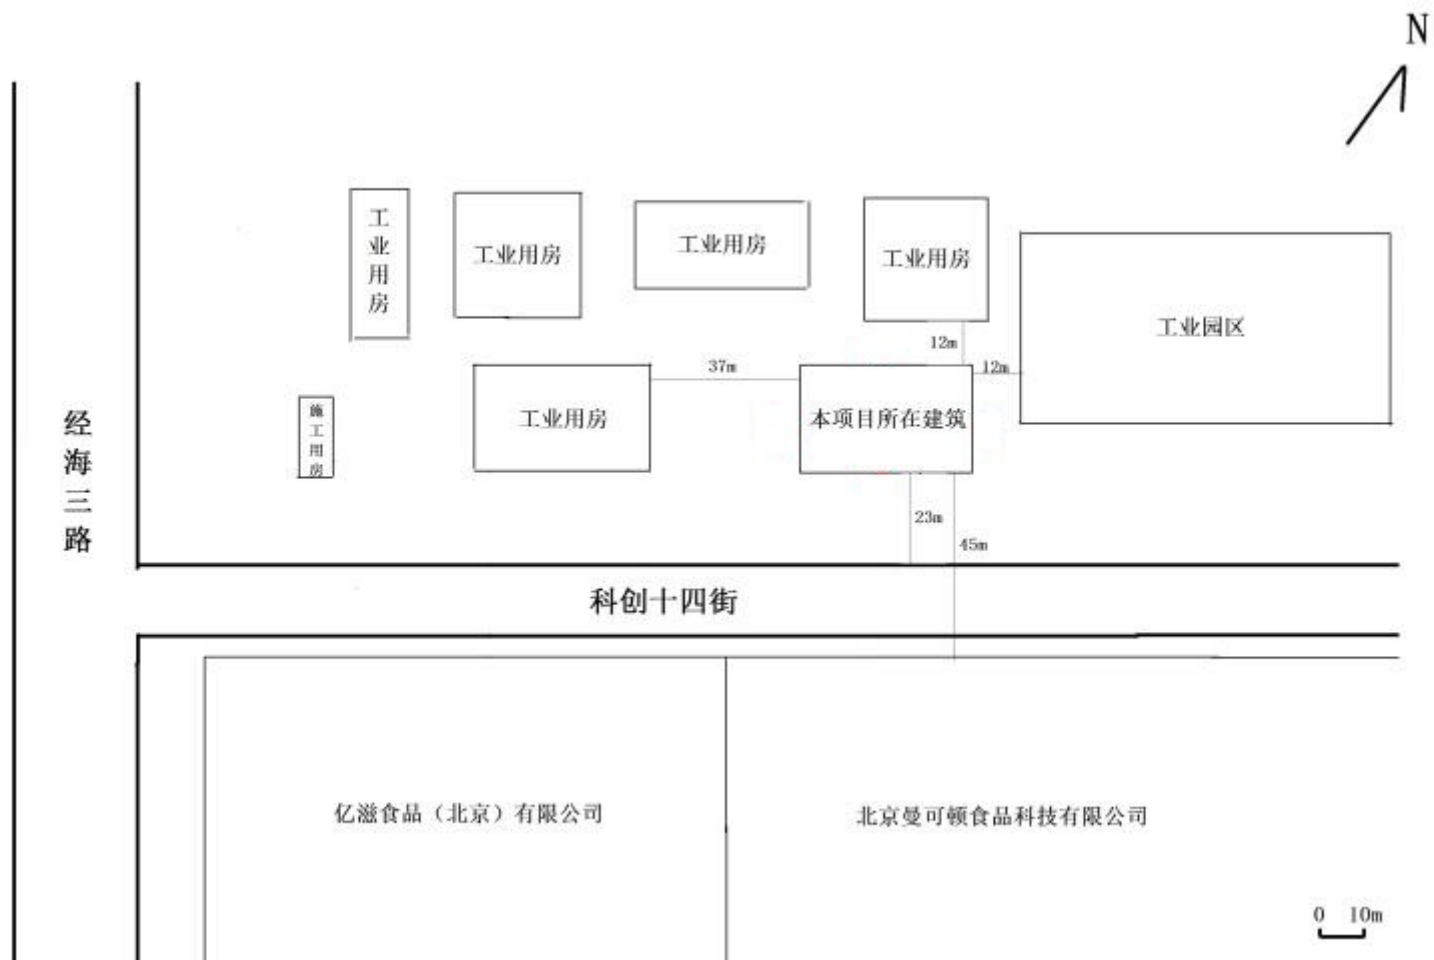 N
工业用房
工业用房
工业用房
工业用房
工业园区
12m
12m
37m
工业用房
本项目所在建筑
施工用房
经海三路
23m
45m
科创十四街
亿滋食品（北京）有限公司
北京曼可顿食品科技有限公司
0 10m